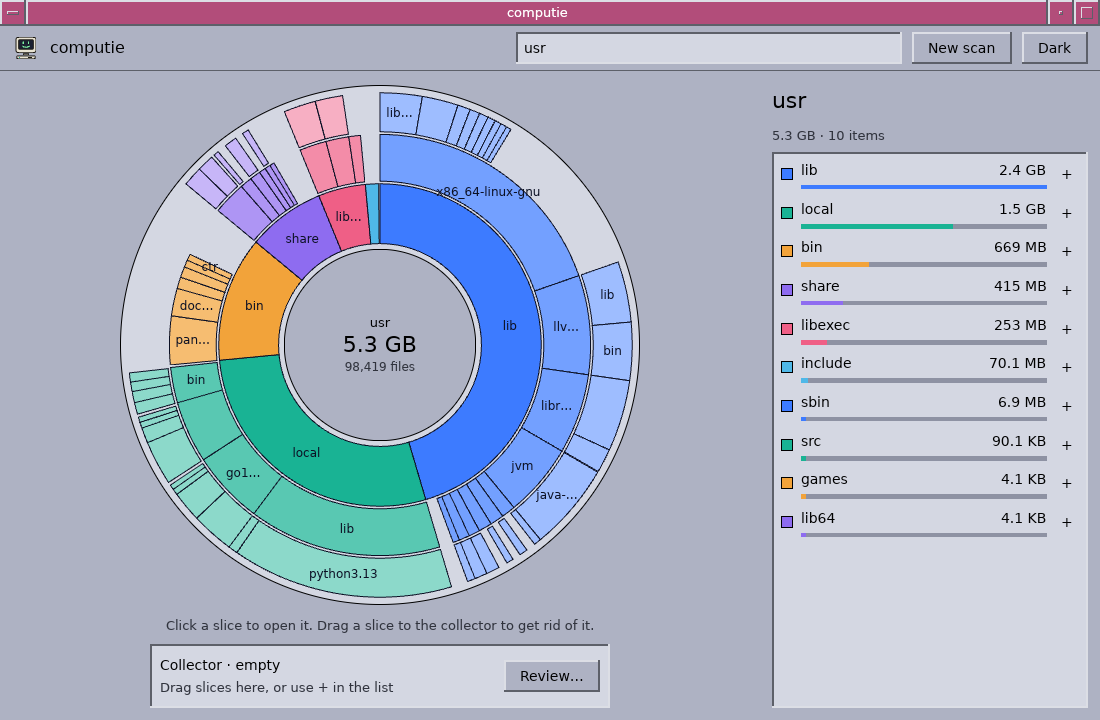 computie
computie
usr
New scan
Dark
usr
5.3 GB · 10 items
lib 2.4 GB +
local 1.5 GB +
bin 669 MB +
share 415 MB +
libexec 253 MB +
include 70.1 MB +
sbin 6.9 MB +
src 90.1 KB +
games 4.1 KB +
lib64 4.1 KB +
lib...
x86_64-linux-gnu
lib...
share
ctr
lib
bin
doc...
lib
llv...
pan...
bin
usr
5.3 GB
98,419 files
bin
libr...
local
go1...
jvm
java-...
lib
python3.13
Click a slice to open it. Drag a slice to the collector to get rid of it.
Collector · empty
Drag slices here, or use + in the list
Review...